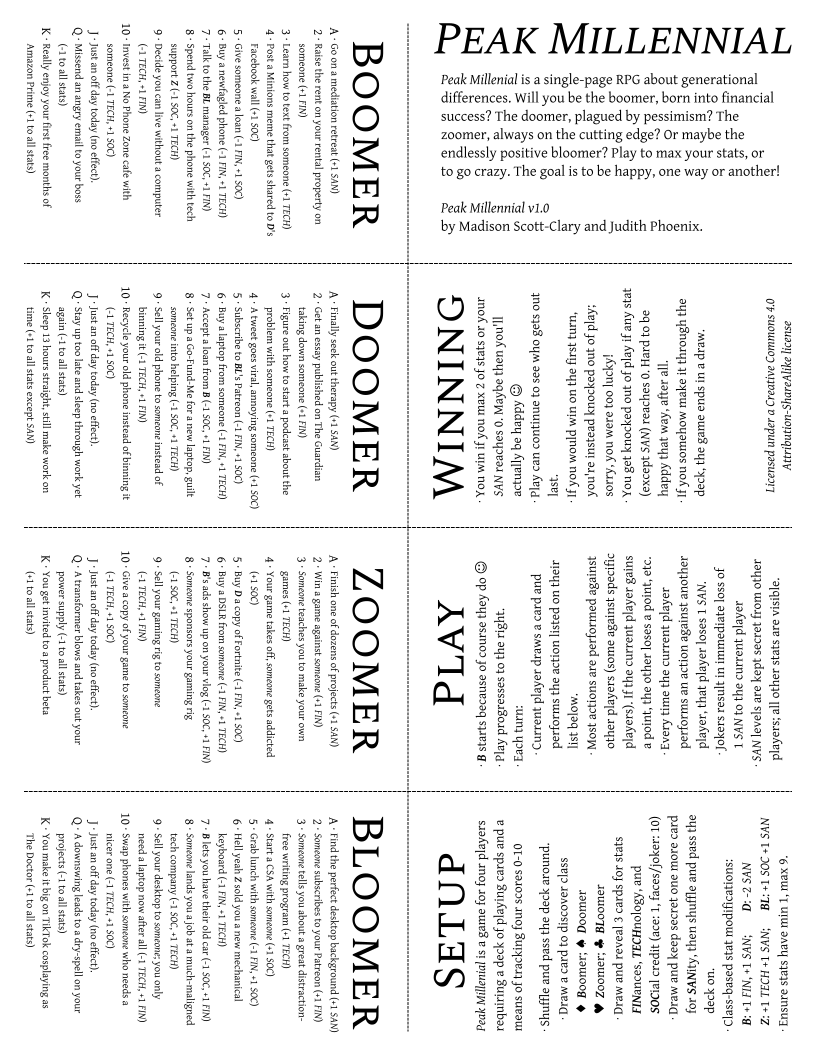 PEAK MILLENNIAL
Peak Millenial is a single-page RPG about generational
differences. Will you be the boomer, born into financial
success? The doomer, plagued by pessimism? The
zoomer, always on the cutting edge? Or maybe the
endlessly positive bloomer? Play to max your stats, or
to go crazy. The goal is to be happy, one way or another!
Peak Millennial v1.0
by Madison Scott-Clary and Judith Phoenix.
SETUP
Peak Millenial is a game for four players
requiring a deck of playing cards and a
means of tracking four scores 0-10
· Shuffle and pass the deck around.
· Draw a card to discover class
♦ Boomer; ♠ Doomer
♥ Zoomer; ♣ BLoomer
· Draw and reveal 3 cards for stats
FINances, TECHnology, and
SOCial credit (ace: 1, faces/joker: 10)
· Draw and keep secret one more card
for SANity, then shuffle and pass the
deck on.
· Class-based stat modifications:
B: +1 FIN, +1 SAN; D: -2 SAN
Z: +1 TECH +1 SAN; BL: +1 SOC +1 SAN
· Ensure stats have min 1, max 9.
PLAY
· B starts because of course they do ☺
· Play progresses to the right.
· Each turn:
· Current player draws a card and
performs the action listed on their
list below.
· Most actions are performed against
other players (some against specific
players). If the current player gains
a point, the other loses a point, etc.
· Every time the current player
performs an action against another
player, that player loses 1 SAN.
· Jokers result in immediate loss of
1 SAN to the current player
· SAN levels are kept secret from other
players; all other stats are visible.
WINNING
· You win if you max 2 of stats or your
SAN reaches 0. Maybe then you'll
actually be happy ☺
· Play can continue to see who gets out
last.
· If you would win on the first turn,
you're instead knocked out of play;
sorry, you were too lucky!
· You get knocked out of play if any stat
(except SAN) reaches 0. Hard to be
happy that way, after all.
· If you somehow make it through the
deck, the game ends in a draw.
Licensed under a Creative Commons 4.0
Attribution-ShareAlike license
BOOMER
A · Go on a mediation retreat (+1 SAN)
2 · Raise the rent on your rental property on
someone (+1 FIN)
3 · Learn how to text from someone (+1 TECH)
4 · Post a Minions meme that gets shared to D's
Facebook wall (+1 SOC)
5 · Give someone a loan (-1 FIN, +1 SOC)
6 · Buy a newfagled phone (-1 FIN, +1 TECH)
7 · Talk to the BL manager (-1 SOC, +1 FIN)
8 · Spend two hours on the phone with tech
support Z (-1 SOC, +1 TECH)
9 · Decide you can live without a computer
(-1 TECH, +1 FIN)
10 · Invest in a No Phone Zone cafe with
someone (-1 TECH, +1 SOC)
J · Just an off day today (no effect).
Q · Missend an angry email to your boss
(-1 to all stats)
K · Really enjoy your first free months of
Amazon Prime (+1 to all stats)
DOOMER
A · Finally seek out therapy (+1 SAN)
2 · Get an essay published on The Guardian
taking down someone (+1 FIN)
3 · Figure out how to start a podcast about the
problem with someone (+1 TECH)
4 · A tweet goes viral, annoying someone (+1 SOC)
5 · Subscribe to BL's Patreon (-1 FIN, +1 SOC)
6 · Buy a laptop from someone (-1 FIN, +1 TECH)
7 · Accept a loan from B (-1 SOC, +1 FIN)
8 · Set up a Go-Fund-Me for a new laptop, guilt
someone into helping (-1 SOC, +1 TECH)
9 · Sell your old phone to someone instead of
binning it (-1 TECH, +1 FIN)
10 · Recycle your old phone instead of binning it
(-1 TECH, +1 SOC)
J · Just an off day today (no effect).
Q · Stay up too late and sleep through work yet
again (-1 to all stats)
K · Sleep 13 hours straight, still make work on
time (+1 to all stats except SAN)
ZOOMER
A · Finish one of dozens of projects (+1 SAN)
2 · Win a game against someone (+1 FIN)
3 · Someone teaches you to make your own
games (+1 TECH)
4 · Your game takes off, someone gets addicted
(+1 SOC)
5 · Buy D a copy of Fortnite (-1 FIN, +1 SOC)
6 · Buy a DSLR from someone (-1 FIN, +1 TECH)
7 · B's ads show up on your vlog (-1 SOC, +1 FIN)
8 · Someone sponsors your gaming rig
(-1 SOC, +1 TECH)
9 · Sell your gaming rig to someone
(-1 TECH, +1 FIN)
10 · Give a copy of your game to someone
(-1 TECH, +1 SOC)
J · Just an off day today (no effect).
Q · A transformer blows and takes out your
power supply (-1 to all stats)
K · You get invited to a product beta
(+1 to all stats)
BLOOMER
A · Find the perfect desktop background (+1 SAN)
2 · Someone subscribes to your Patreon (+1 FIN)
3 · Someone tells you about a great distraction-
free writing program (+1 TECH)
4 · Start a CSA with someone (+1 SOC)
5 · Grab lunch with someone (-1 FIN, +1 SOC)
6 · Hell yeah Z sold you a new mechanical
keyboard (-1 FIN, +1 TECH)
7 · B lets you have their old car (-1 SOC, +1 FIN)
8 · Someone lands you a job at a much-maligned
tech company (-1 SOC, +1 TECH)
9 · Sell your desktop to someone; you only
need a laptop now after all (-1 TECH, +1 FIN)
10 · Swap phones with someone who needs a
nicer one (-1 TECH, +1 SOC)
J · Just an off day today (no effect).
Q · A downswing leads to a dry-spell on your
projects (-1 to all stats)
K · You make it big on TikTok cosplaying as
The Doctor (+1 to all stats)